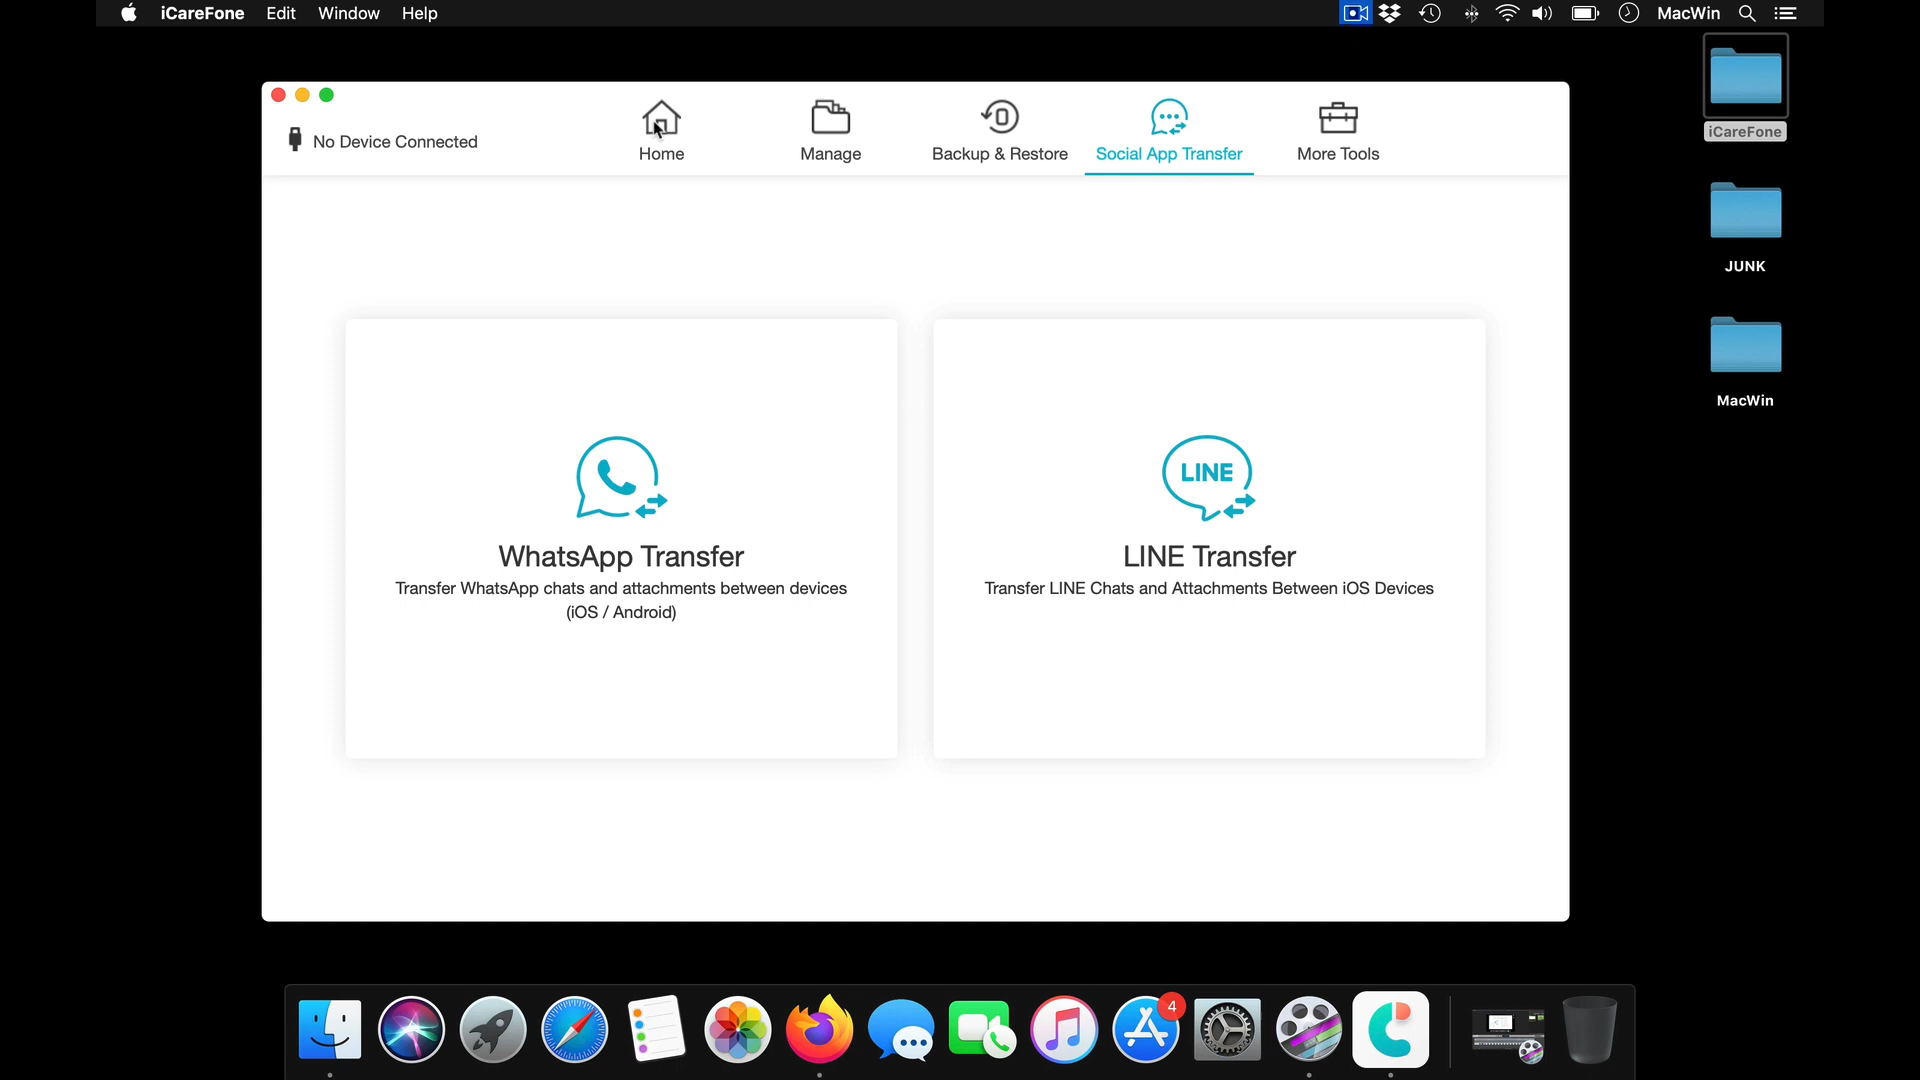 iCareFone Edit Window Help MacWin
iCareFone
No Device Connected
Home Manage Backup & Restore Social App Transfer More Tools
JUNK
MacWin
LINE
WhatsApp Transfer
Transfer WhatsApp chats and attachments between devices
(iOS / Android)
LINE Transfer
Transfer LINE Chats and Attachments Between iOS Devices
4